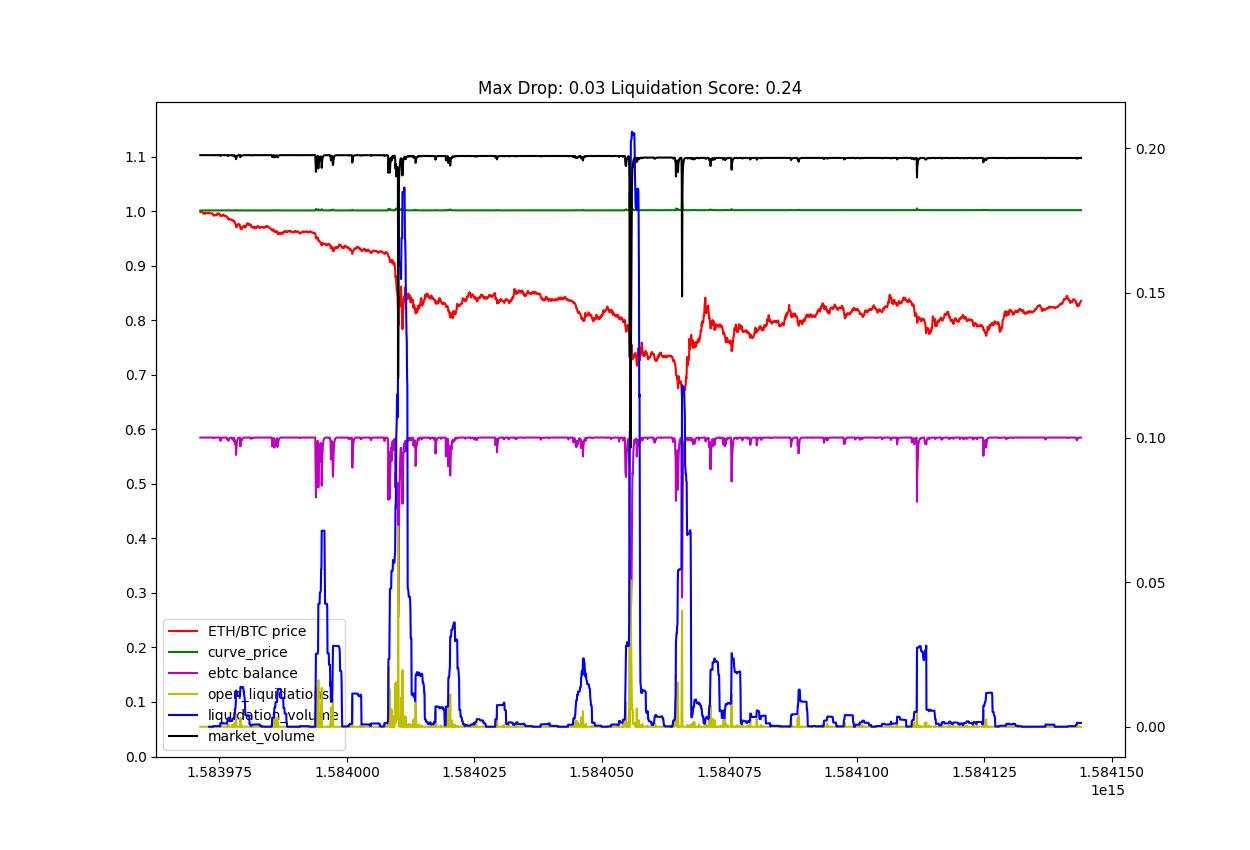 Max Drop: 0.03 Liquidation Score: 0.24
1.1
1.0
0.9
0.8
0.7
0.6
0.5
0.4
0.3
0.2
0.1
0.0
0.20
0.15
0.10
0.05
0.00
ETH/BTC price
curve_price
ebtc balance
open_liquidations
liquidation_volume
market_volume
1.583975 1.584000 1.584025 1.584050 1.584075 1.584100 1.584125 1.584150
1e15